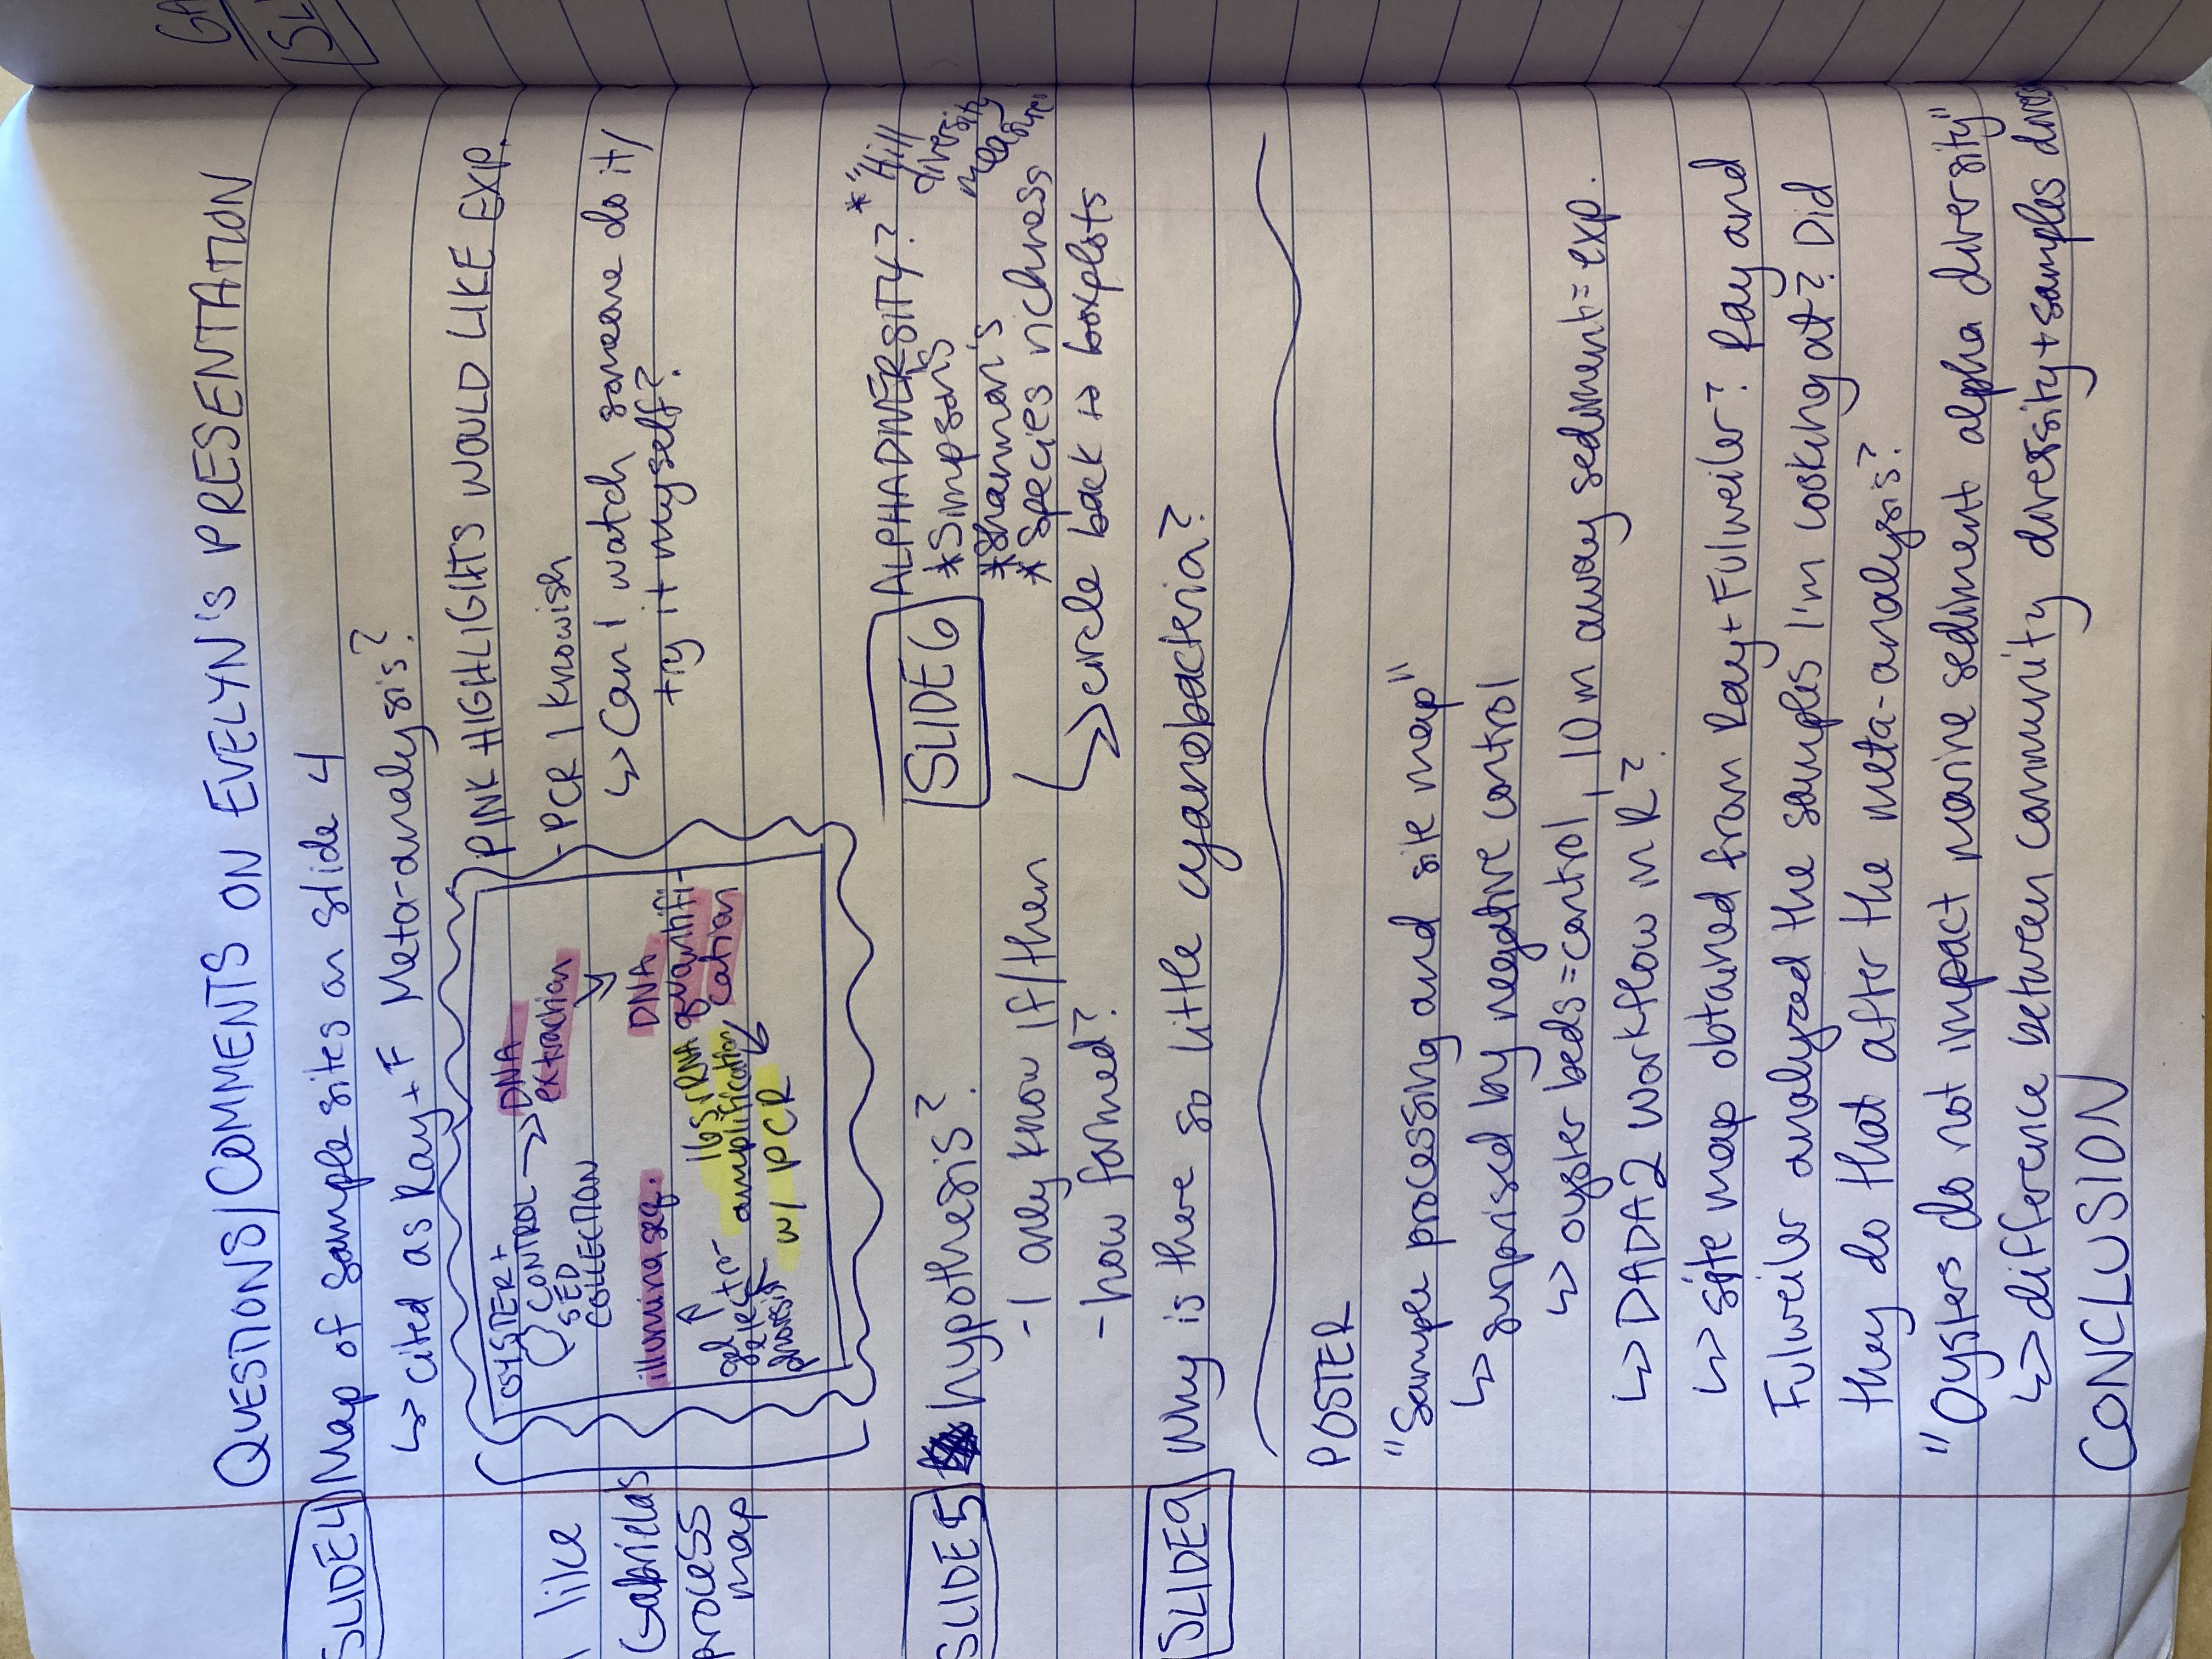 QUESTIONS/COMMENTS ON EVELYN'S PRESENTATION
SLIDE 4 Map of sample sites on slide 4
↳ cited as Ray + F Meta-analysis?
I like
Gabriela's
process
map
OYSTER +
CONTROL → DNA
SED extraction
COLLECTION
illumina seq. DNA
quantifi-
cation
16s rRNA
amplification
w/ PCR
gel
electro-
phoresis
PINK HIGHLIGHTS WOULD LIKE EXP.
- PCR I knowish
↳ Can I watch someone do it/
try it myself?
SLIDE 5 hypothesis?
- I only know if/then
- how formed?
SLIDE 6 ALPHA DIVERSITY?
* Simpson's
* Shannon's
* species richness
* "Hill
diversity
measure"
↳ circle back to boxplots
SLIDE 9 Why is there so little cyanobacteria?
POSTER
"Sample processing and site map"
↳ surprised by negative control
↳ oyster beds = control, 10 m away sediment = exp.
↳ DADA2 workflow in R?
↳ site map obtained from Ray + Fulweiler? Ray and
Fulweiler analyzed the samples I'm looking at? Did
they do that after the meta-analysis?
"Oysters do not impact marine sediment alpha diversity"
↳ difference between community diversity + samples divers
CONCLUSION
GA
SL